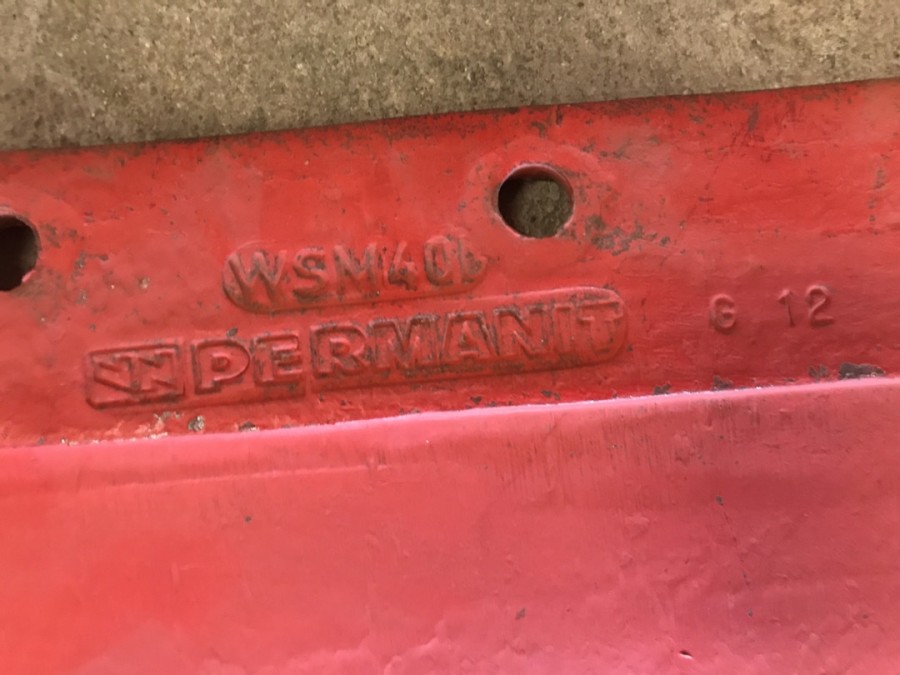 WSM40L
PERMANIT
G 12